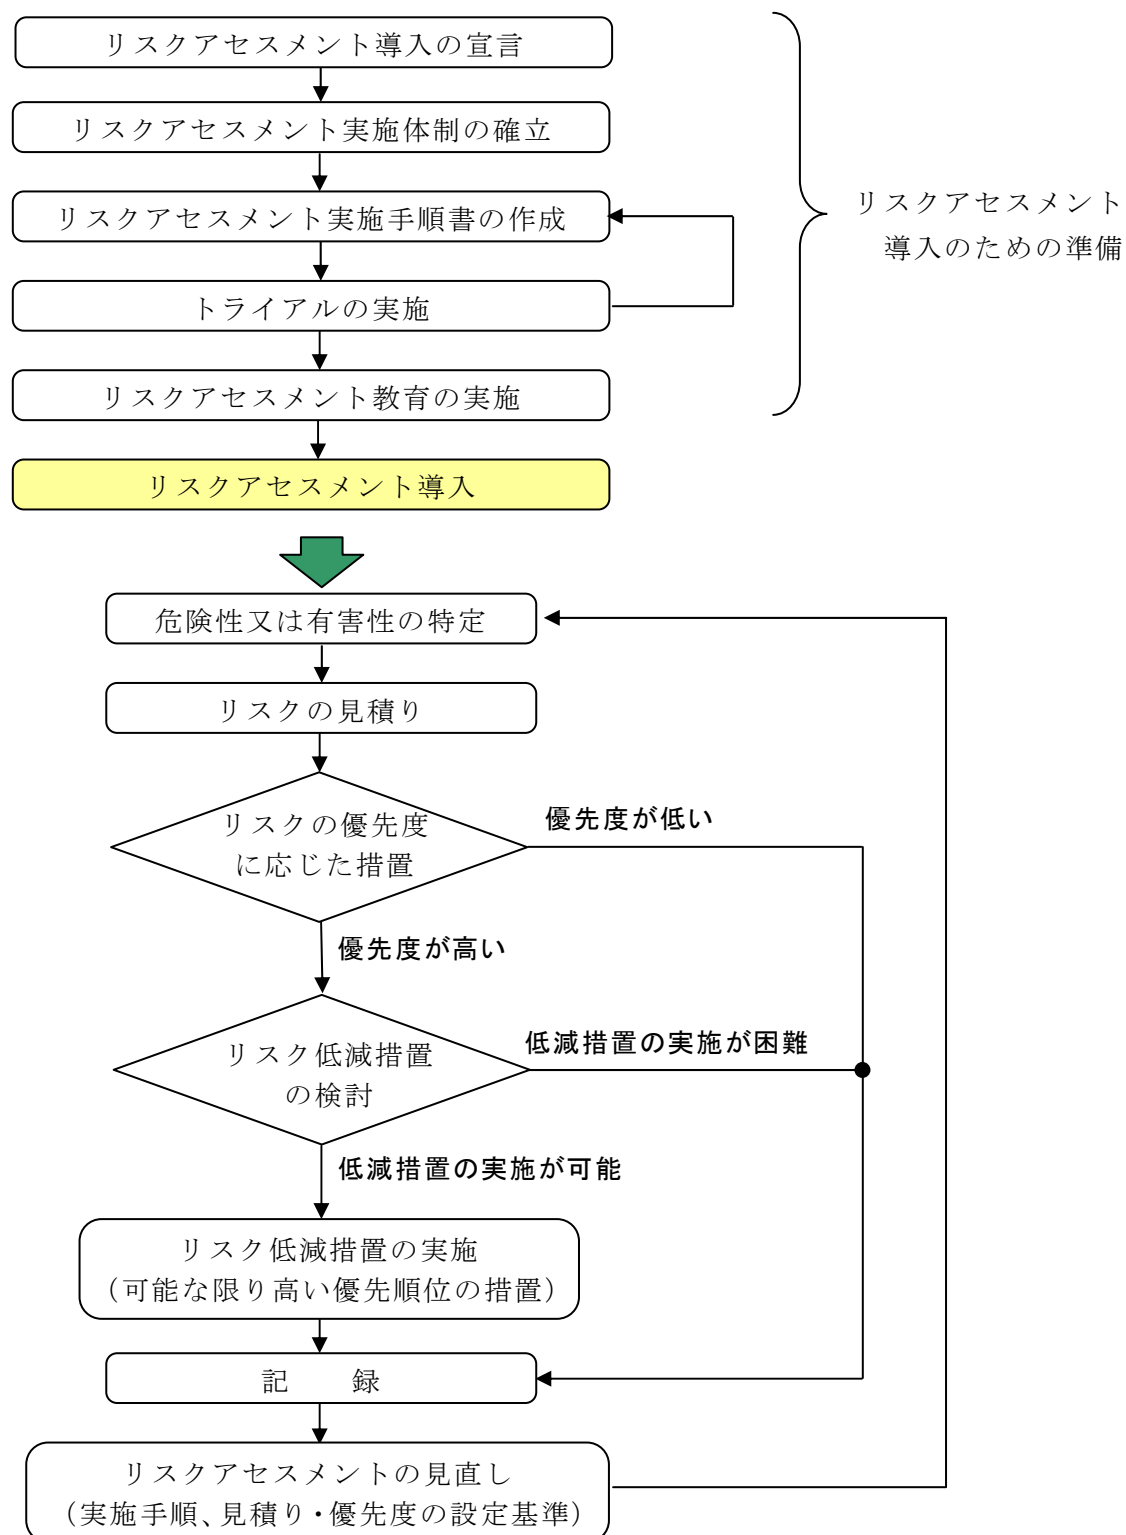 リスクアセスメント導入の宣言
リスクアセスメント実施体制の確立
リスクアセスメント実施手順書の作成
トライアルの実施
リスクアセスメント教育の実施
リスクアセスメント
導入のための準備
リスクアセスメント導入
危険性又は有害性の特定
リスクの見積り
リスクの優先度
に応じた措置
優先度が低い
優先度が高い
リスク低減措置
の検討
低減措置の実施が困難
低減措置の実施が可能
リスク低減措置の実施
（可能な限り高い優先順位の措置）
記　　録
リスクアセスメントの見直し
（実施手順、見積り・優先度の設定基準）